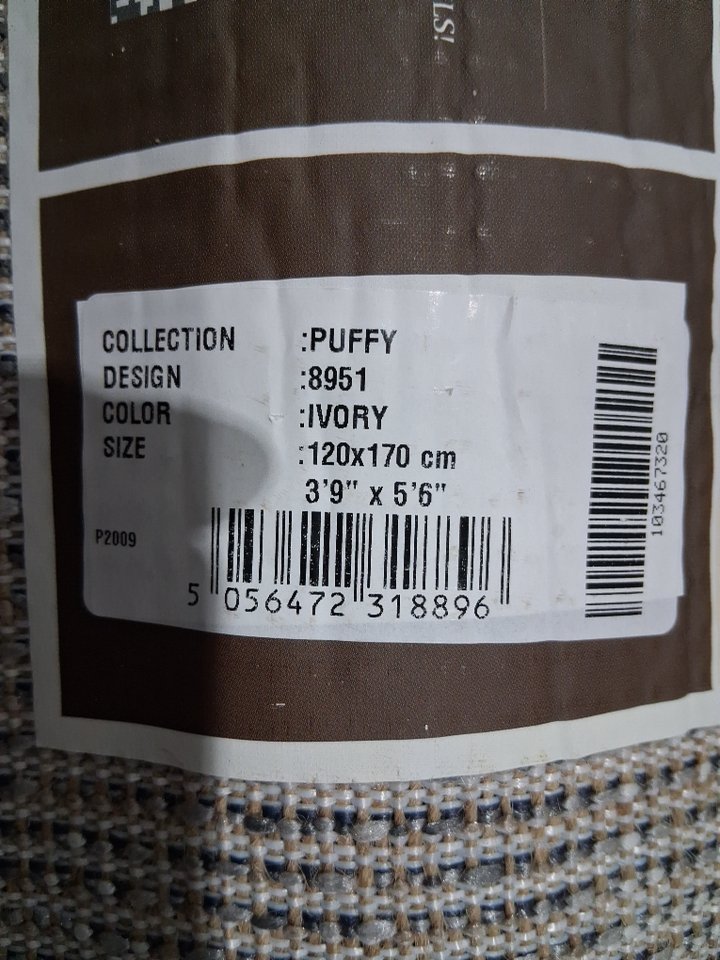 COLLECTION :PUFFY
DESIGN :8951
COLOR :IVORY
SIZE :120x170 cm
3'9" x 5'6"
P2009
5 056472 318896
103467320